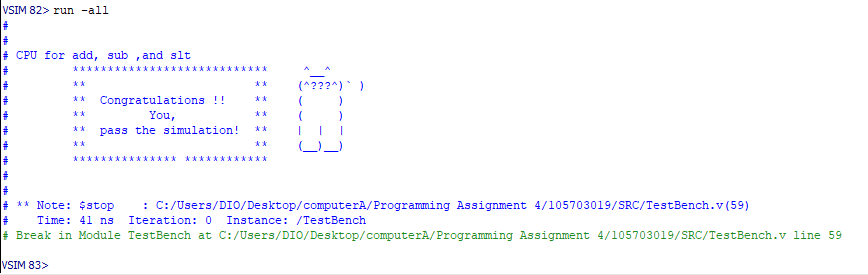 VSIM 82> run -all
#
#
# CPU for add, sub ,and slt
#         ****************************     ^__^
#         **                        **    (^???^)` )
#         **  Congratulations !!    **    (     )
#         **         You,           **    (     )
#         **  pass the simulation!  **    |  |  |
#         **                        **    (__)__)
#         *************** ************
#
#
# ** Note: $stop    : C:/Users/DIO/Desktop/computerA/Programming Assignment 4/105703019/SRC/TestBench.v(59)
#    Time: 41 ns  Iteration: 0  Instance: /TestBench
# Break in Module TestBench at C:/Users/DIO/Desktop/computerA/Programming Assignment 4/105703019/SRC/TestBench.v line 59
VSIM 83>